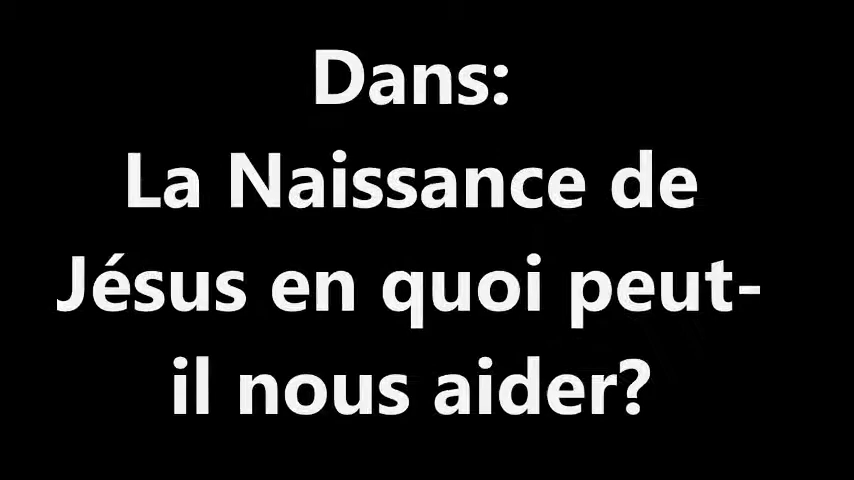 Dans:
La Naissance de
Jésus en quoi peut-
il nous aider?